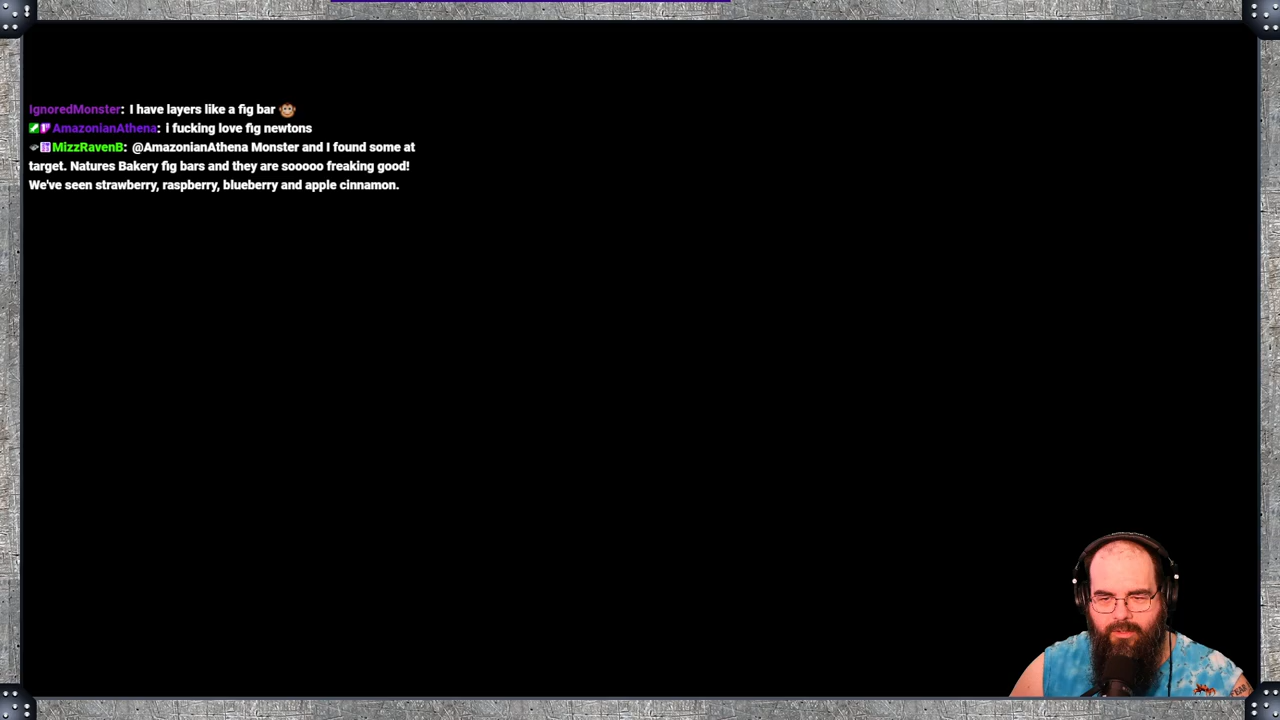 IgnoredMonster: I have layers like a fig bar
AmazonianAthena: i fucking love fig newtons
MizzRavenB: @AmazonianAthena Monster and I found some at
target. Natures Bakery fig bars and they are sooooo freaking good!
We've seen strawberry, raspberry, blueberry and apple cinnamon.
FEAR